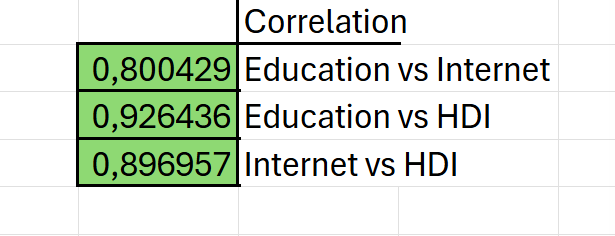 Correlation
0,800429 Education vs Internet
0,926436 Education vs HDI
0,896957 Internet vs HDI